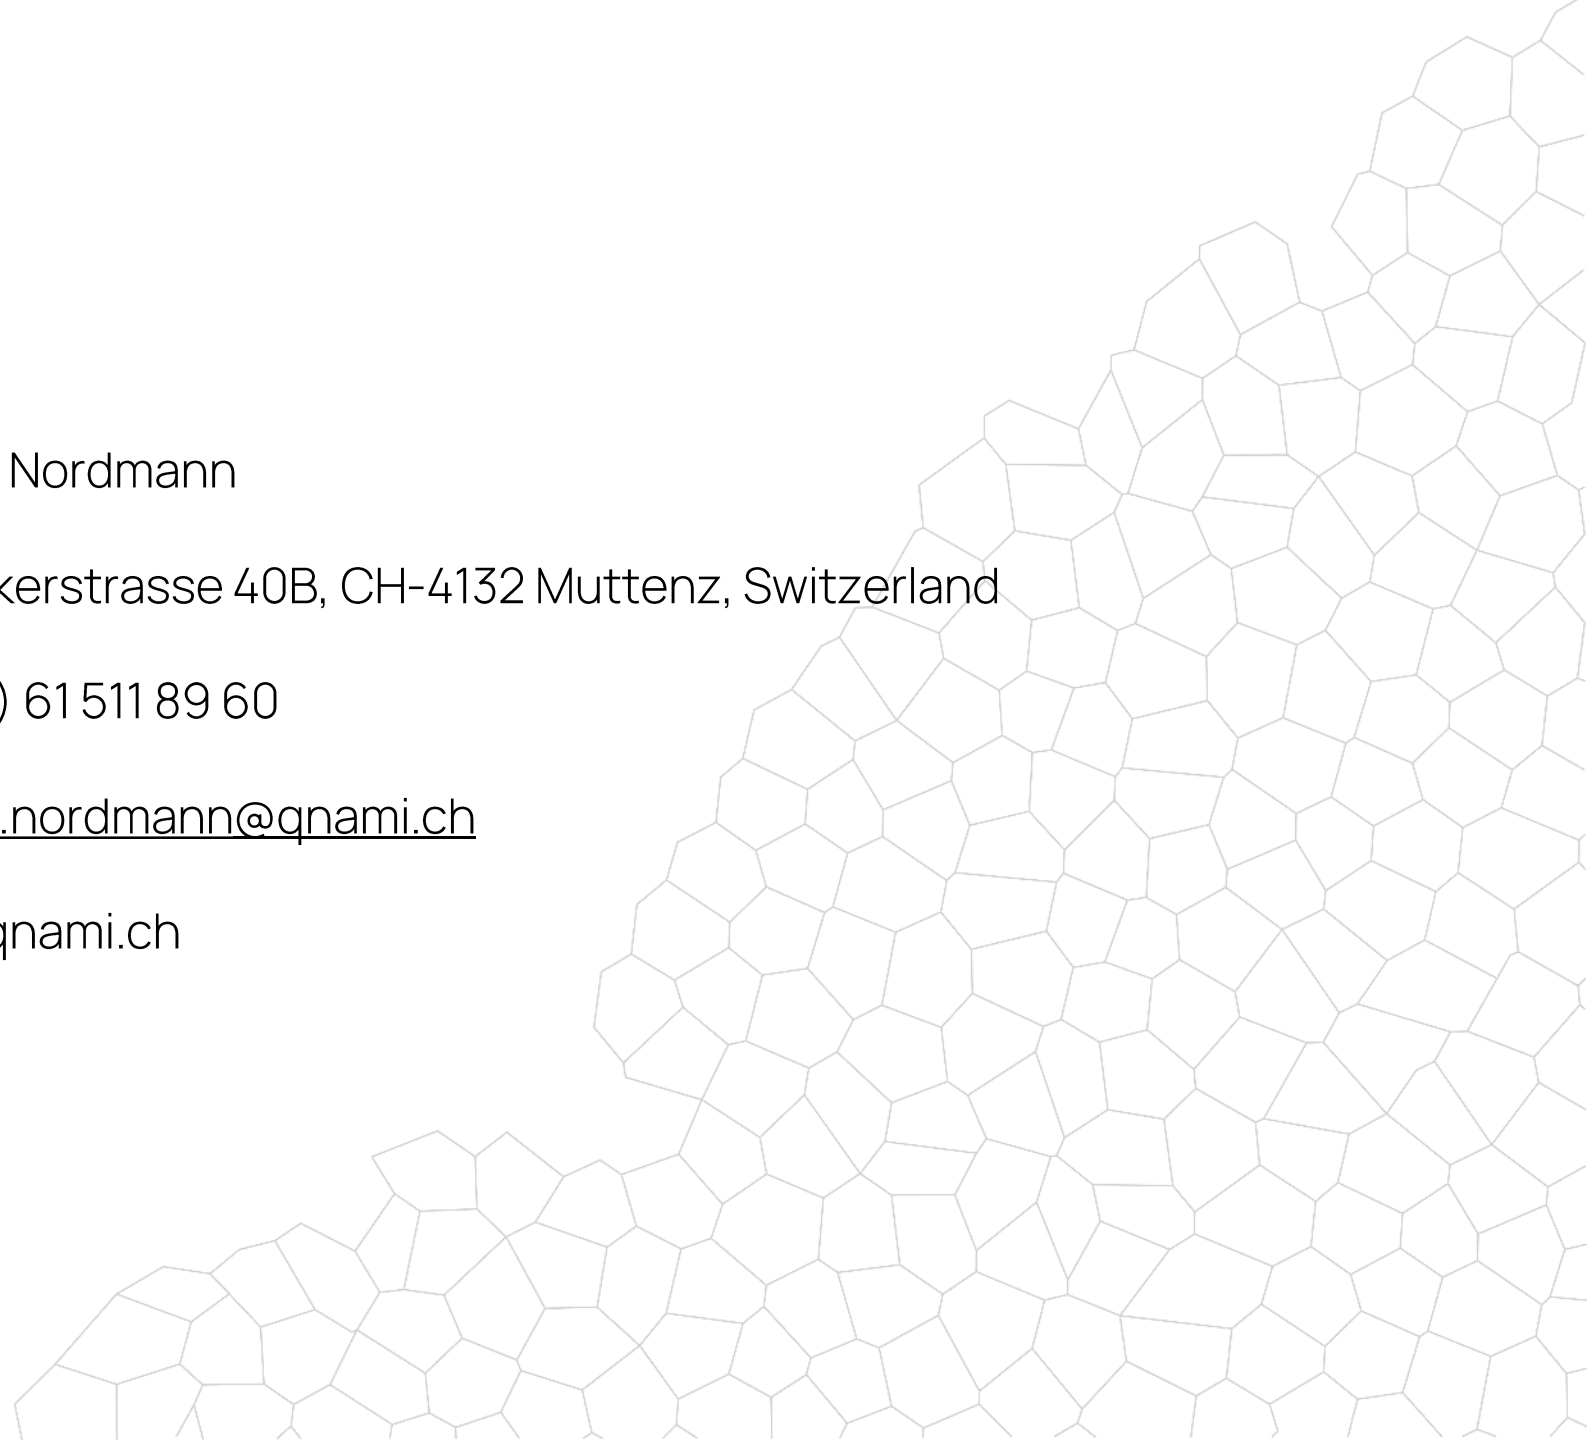 Nordmann
kerstrasse 40B, CH-4132 Muttenz, Switzerland
) 61 511 89 60
.nordmann@qnami.ch
qnami.ch